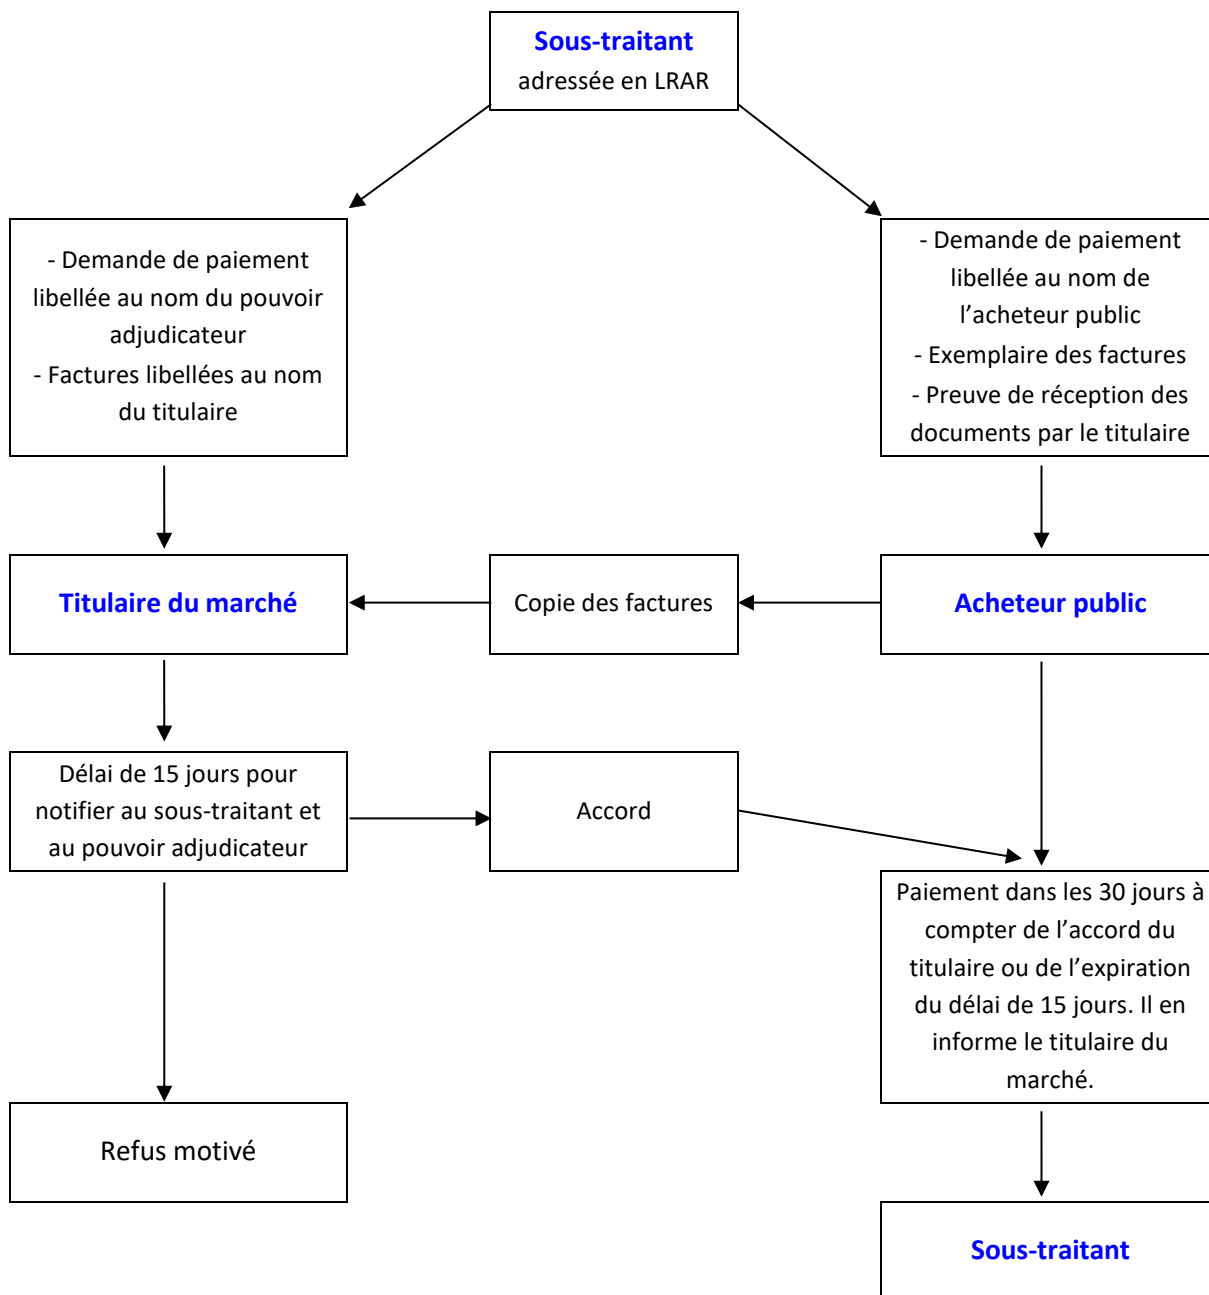 Sous-traitant
adressée en LRAR
- Demande de paiement
libellée au nom du pouvoir
adjudicateur
- Factures libellées au nom
du titulaire
- Demande de paiement
libellée au nom de
l’acheteur public
- Exemplaire des factures
- Preuve de réception des
documents par le titulaire
Titulaire du marché
Copie des factures
Acheteur public
Délai de 15 jours pour
notifier au sous-traitant et
au pouvoir adjudicateur
Accord
Paiement dans les 30 jours à
compter de l’accord du
titulaire ou de l’expiration
du délai de 15 jours. Il en
informe le titulaire du
marché.
Refus motivé
Sous-traitant